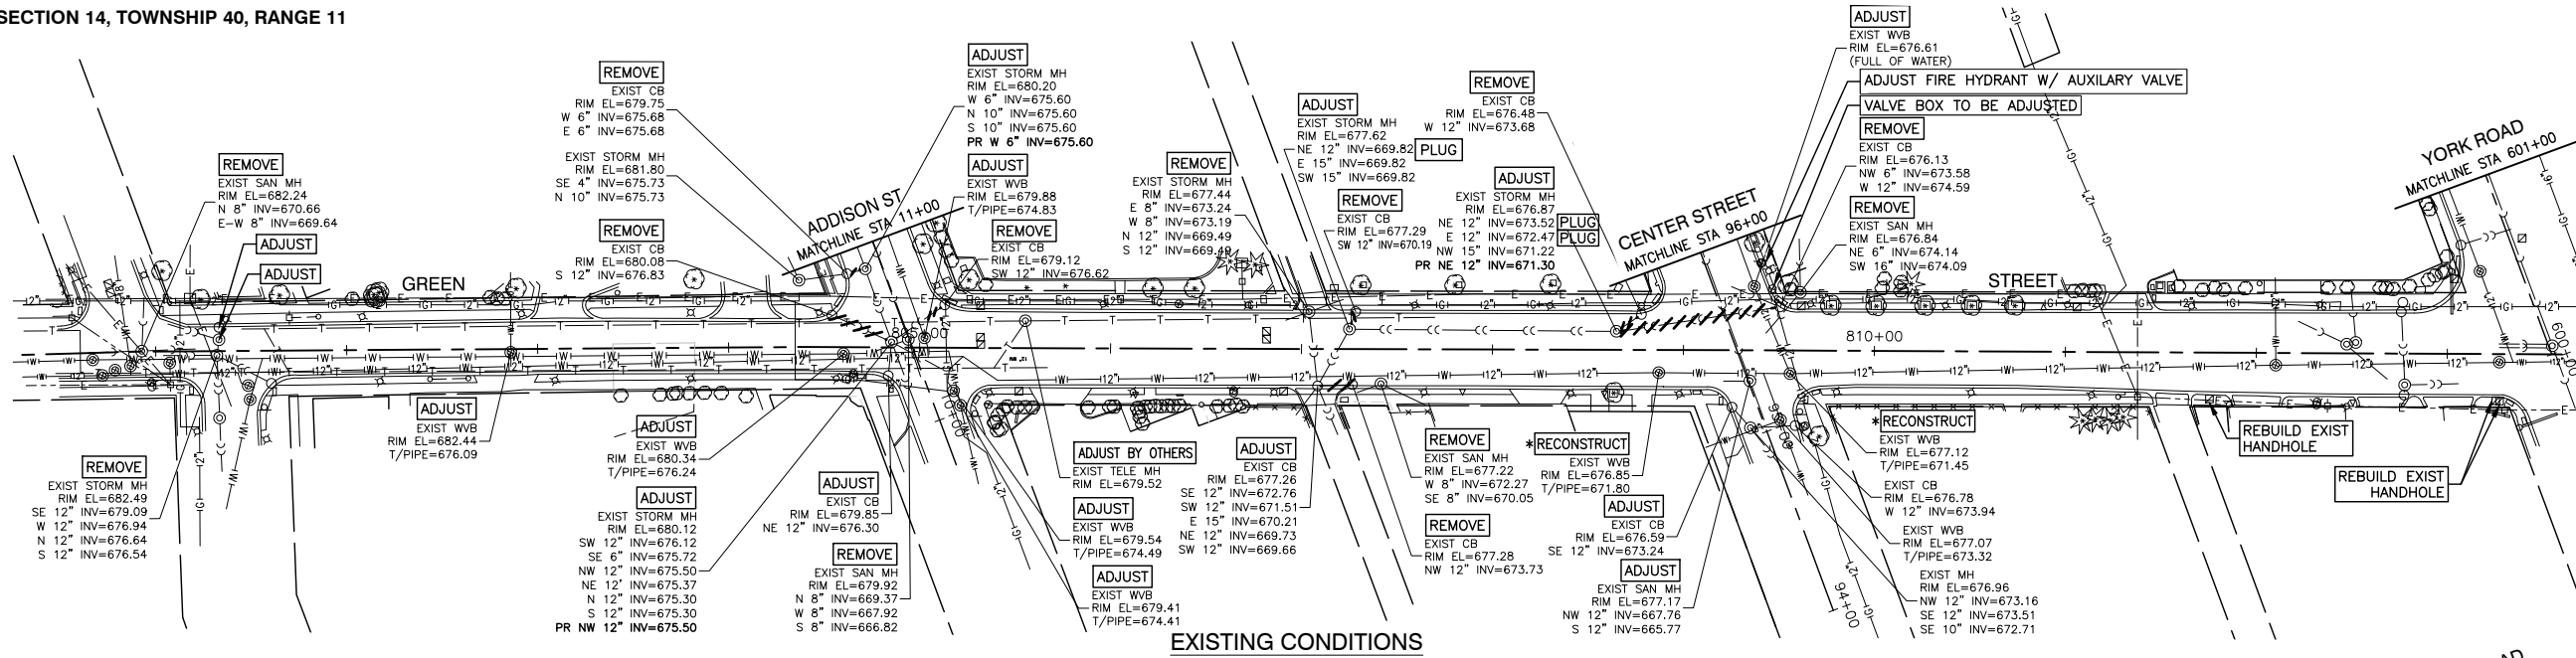 SECTION 14, TOWNSHIP 40, RANGE 11
REMOVE
EXIST SAN MH
RIM EL=682.24
N 8" INV=670.66
E-W 8" INV=669.64
ADJUST
ADJUST
GREEN
REMOVE
EXIST CB
RIM EL=679.75
W 6" INV=675.68
E 6" INV=675.68
EXIST STORM MH
RIM EL=681.80
SE 4" INV=675.73
N 10" INV=675.73
REMOVE
EXIST CB
RIM EL=680.08
S 12" INV=676.83
ADDISON ST
MATCHLINE STA 11+00
ADJUST
EXIST STORM MH
RIM EL=680.20
W 6" INV=675.60
N 10" INV=675.60
S 10" INV=675.60
PR W 6" INV=675.60
ADJUST
EXIST WVB
RIM EL=679.88
T/PIPE=674.83
REMOVE
EXIST CB
RIM EL=679.12
SW 12" INV=676.62
REMOVE
EXIST STORM MH
RIM EL=677.44
E 8" INV=673.24
W 8" INV=673.19
N 12" INV=669.49
S 12" INV=669.49
ADJUST
EXIST STORM MH
RIM EL=677.62
NE 12" INV=669.82
E 15" INV=669.82
SW 15" INV=669.82
PLUG
REMOVE
EXIST CB
RIM EL=677.29
SW 12" INV=670.19
REMOVE
EXIST CB
RIM EL=676.48
W 12" INV=673.68
ADJUST
EXIST STORM MH
RIM EL=676.87
NE 12" INV=673.52
PLUG
E 12" INV=672.47
PLUG
NW 15" INV=671.22
PR NE 12" INV=671.30
CENTER STREET
MATCHLINE STA 96+00
ADJUST
EXIST WVB
RIM EL=676.61
(FULL OF WATER)
ADJUST FIRE HYDRANT W/ AUXILARY VALVE
VALVE BOX TO BE ADJUSTED
REMOVE
EXIST CB
RIM EL=676.13
NW 6" INV=673.58
W 12" INV=674.59
REMOVE
EXIST SAN MH
RIM EL=676.84
NE 6" INV=674.14
SW 16" INV=674.09
STREET
YORK ROAD
MATCHLINE STA 601+00
805+00
810+00
REMOVE
EXIST STORM MH
RIM EL=682.49
SE 12" INV=679.09
W 12" INV=676.94
N 12" INV=676.64
S 12" INV=676.54
ADJUST
EXIST WVB
RIM EL=682.44
T/PIPE=676.09
ADJUST
EXIST WVB
RIM EL=680.34
T/PIPE=676.24
ADJUST
EXIST STORM MH
RIM EL=680.12
SW 12" INV=676.12
SE 6" INV=675.72
NW 12" INV=675.50
NE 12' INV=675.37
N 12" INV=675.30
S 12" INV=675.30
PR NW 12" INV=675.50
ADJUST
EXIST CB
RIM EL=679.85
NE 12" INV=676.30
REMOVE
EXIST SAN MH
RIM EL=679.92
N 8" INV=669.37
W 8" INV=667.92
S 8" INV=666.82
ADJUST BY OTHERS
EXIST TELE MH
RIM EL=679.52
ADJUST
EXIST WVB
RIM EL=679.54
T/PIPE=674.49
ADJUST
EXIST WVB
RIM EL=679.41
T/PIPE=674.41
ADJUST
EXIST CB
RIM EL=677.26
SE 12" INV=672.76
SW 12" INV=671.51
E 15" INV=670.21
NE 12" INV=669.73
SW 12" INV=669.66
REMOVE
EXIST SAN MH
RIM EL=677.22
W 8" INV=672.27
SE 8" INV=670.05
REMOVE
EXIST CB
RIM EL=677.28
NW 12" INV=673.73
*RECONSTRUCT
EXIST WVB
RIM EL=676.85
T/PIPE=671.80
ADJUST
EXIST CB
RIM EL=676.59
SE 12" INV=673.24
ADJUST
EXIST SAN MH
RIM EL=677.17
NW 12" INV=667.76
S 12" INV=665.77
*RECONSTRUCT
EXIST WVB
RIM EL=677.12
T/PIPE=671.45
EXIST CB
RIM EL=676.78
W 12" INV=673.94
EXIST WVB
RIM EL=677.07
T/PIPE=673.32
EXIST MH
RIM EL=676.96
NW 12" INV=673.16
SE 12" INV=673.51
SE 10" INV=672.71
94+00
REBUILD EXIST
HANDHOLE
REBUILD EXIST
HANDHOLE
EXISTING CONDITIONS